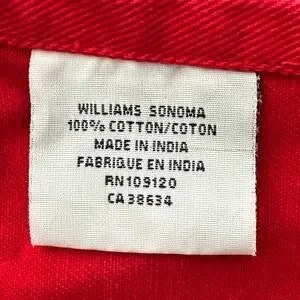 WILLIAMS SONOMA
100% COTTON/COTON
MADE IN INDIA
FABRIQUE EN INDIA
RN109120
CA38634